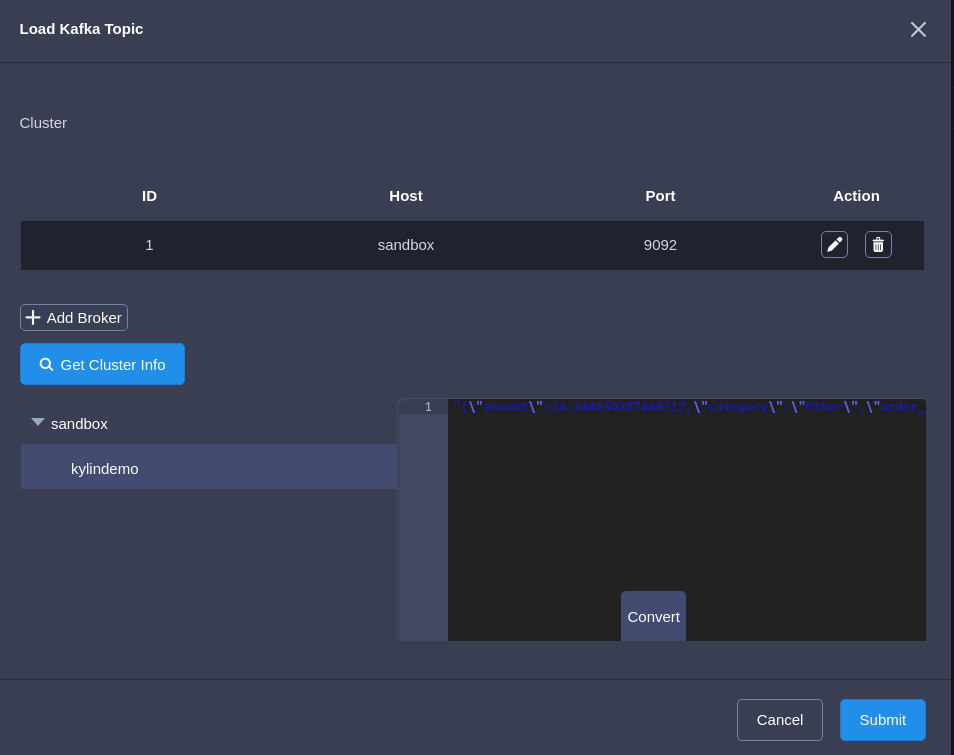 Load Kafka Topic
Cluster
ID Host Port Action
1 sandbox 9092
Add Broker
Get Cluster Info
sandbox
kylindemo
1 "{\"amount\":24.344650207446517,\"category\":\"Other\",\"order_
Convert
Cancel Submit